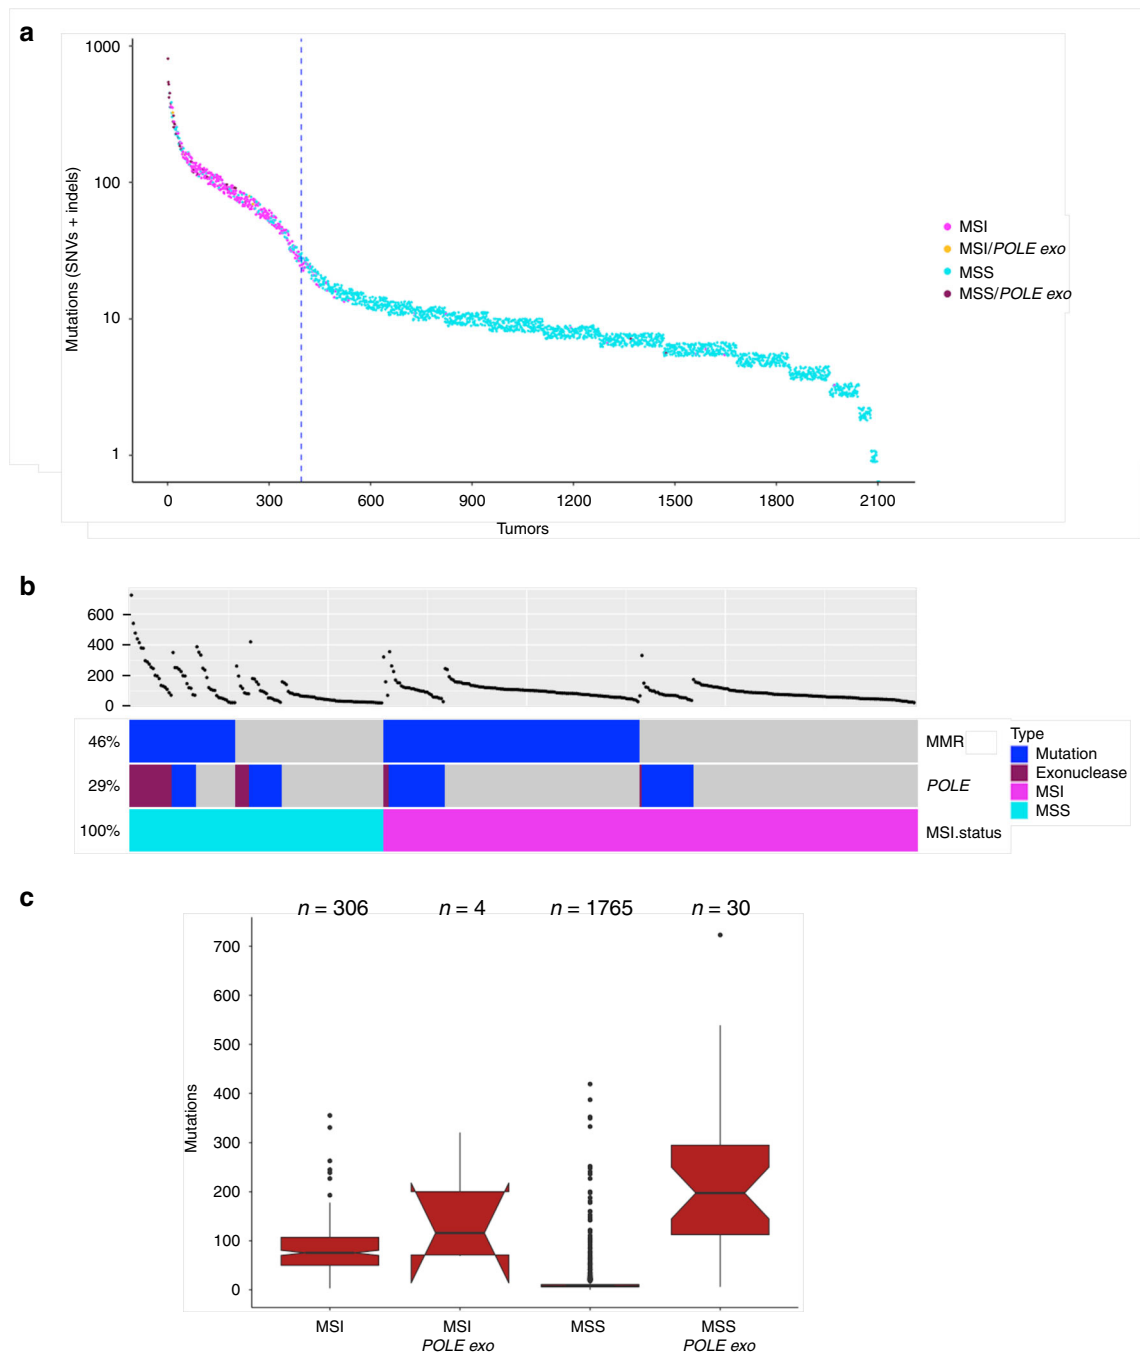 a
1000
100
10
1
Mutations (SNVs + indels)
0 300 600 900 1200 1500 1800 2100
Tumors
MSI
MSI/POLE exo
MSS
MSS/POLE exo
b
600
400
200
0
46%
29%
100%
MMR
POLE
MSI.status
Type
Mutation
Exonuclease
MSI
MSS
c
n = 306 n = 4 n = 1765 n = 30
700
600
500
400
300
200
100
0
Mutations
MSI MSI MSS MSS
POLE exo POLE exo